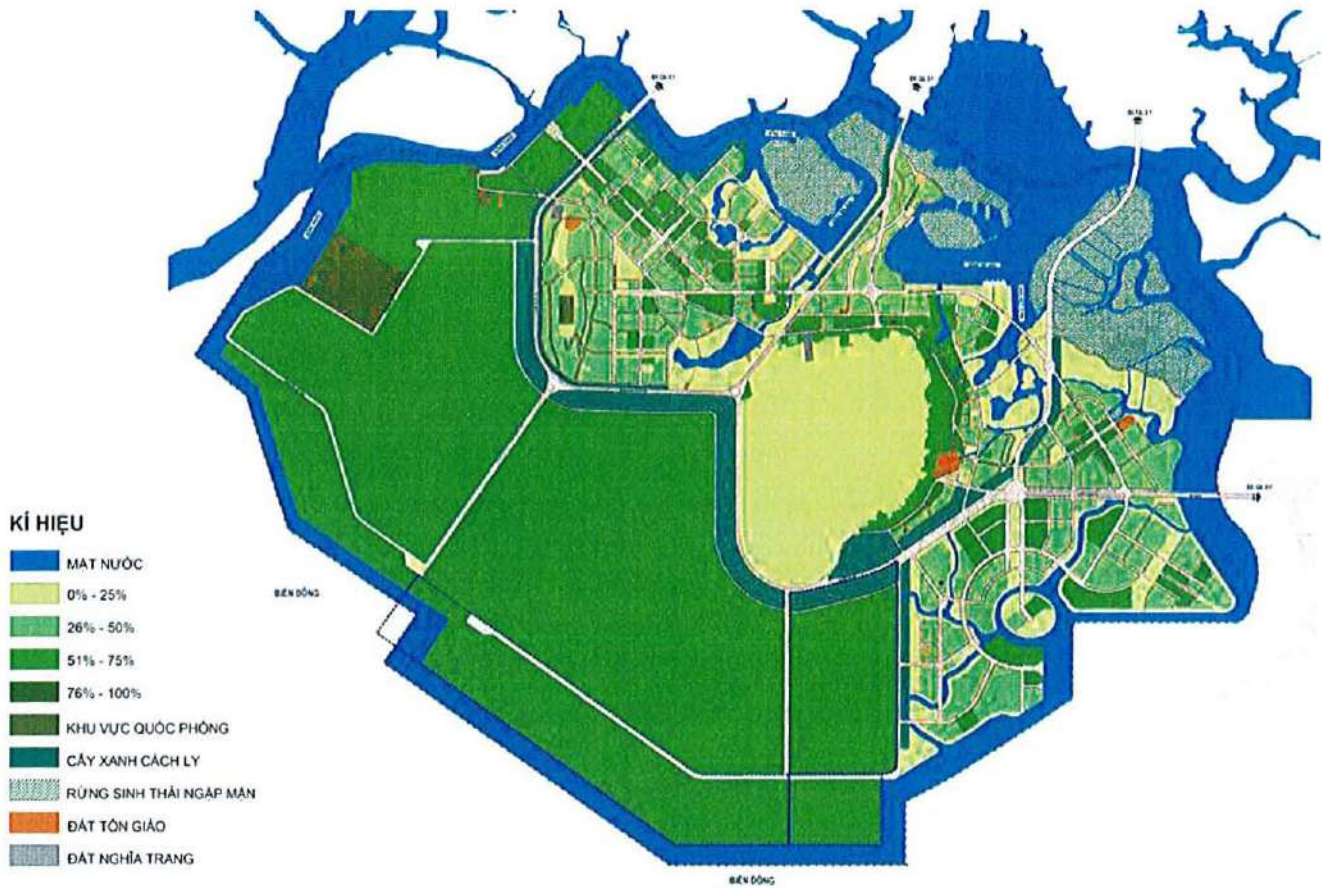 KÍ HIỆU
MẶT NƯỚC
0% - 25%
26% - 50%
51% - 75%
76% - 100%
KHU VỰC QUỐC PHÒNG
CÂY XANH CÁCH LY
RỪNG SINH THÁI NGẬP MẶN
ĐẤT TÔN GIÁO
ĐẤT NGHĨA TRANG
BIỂN ĐÔNG
BIỂN ĐÔNG